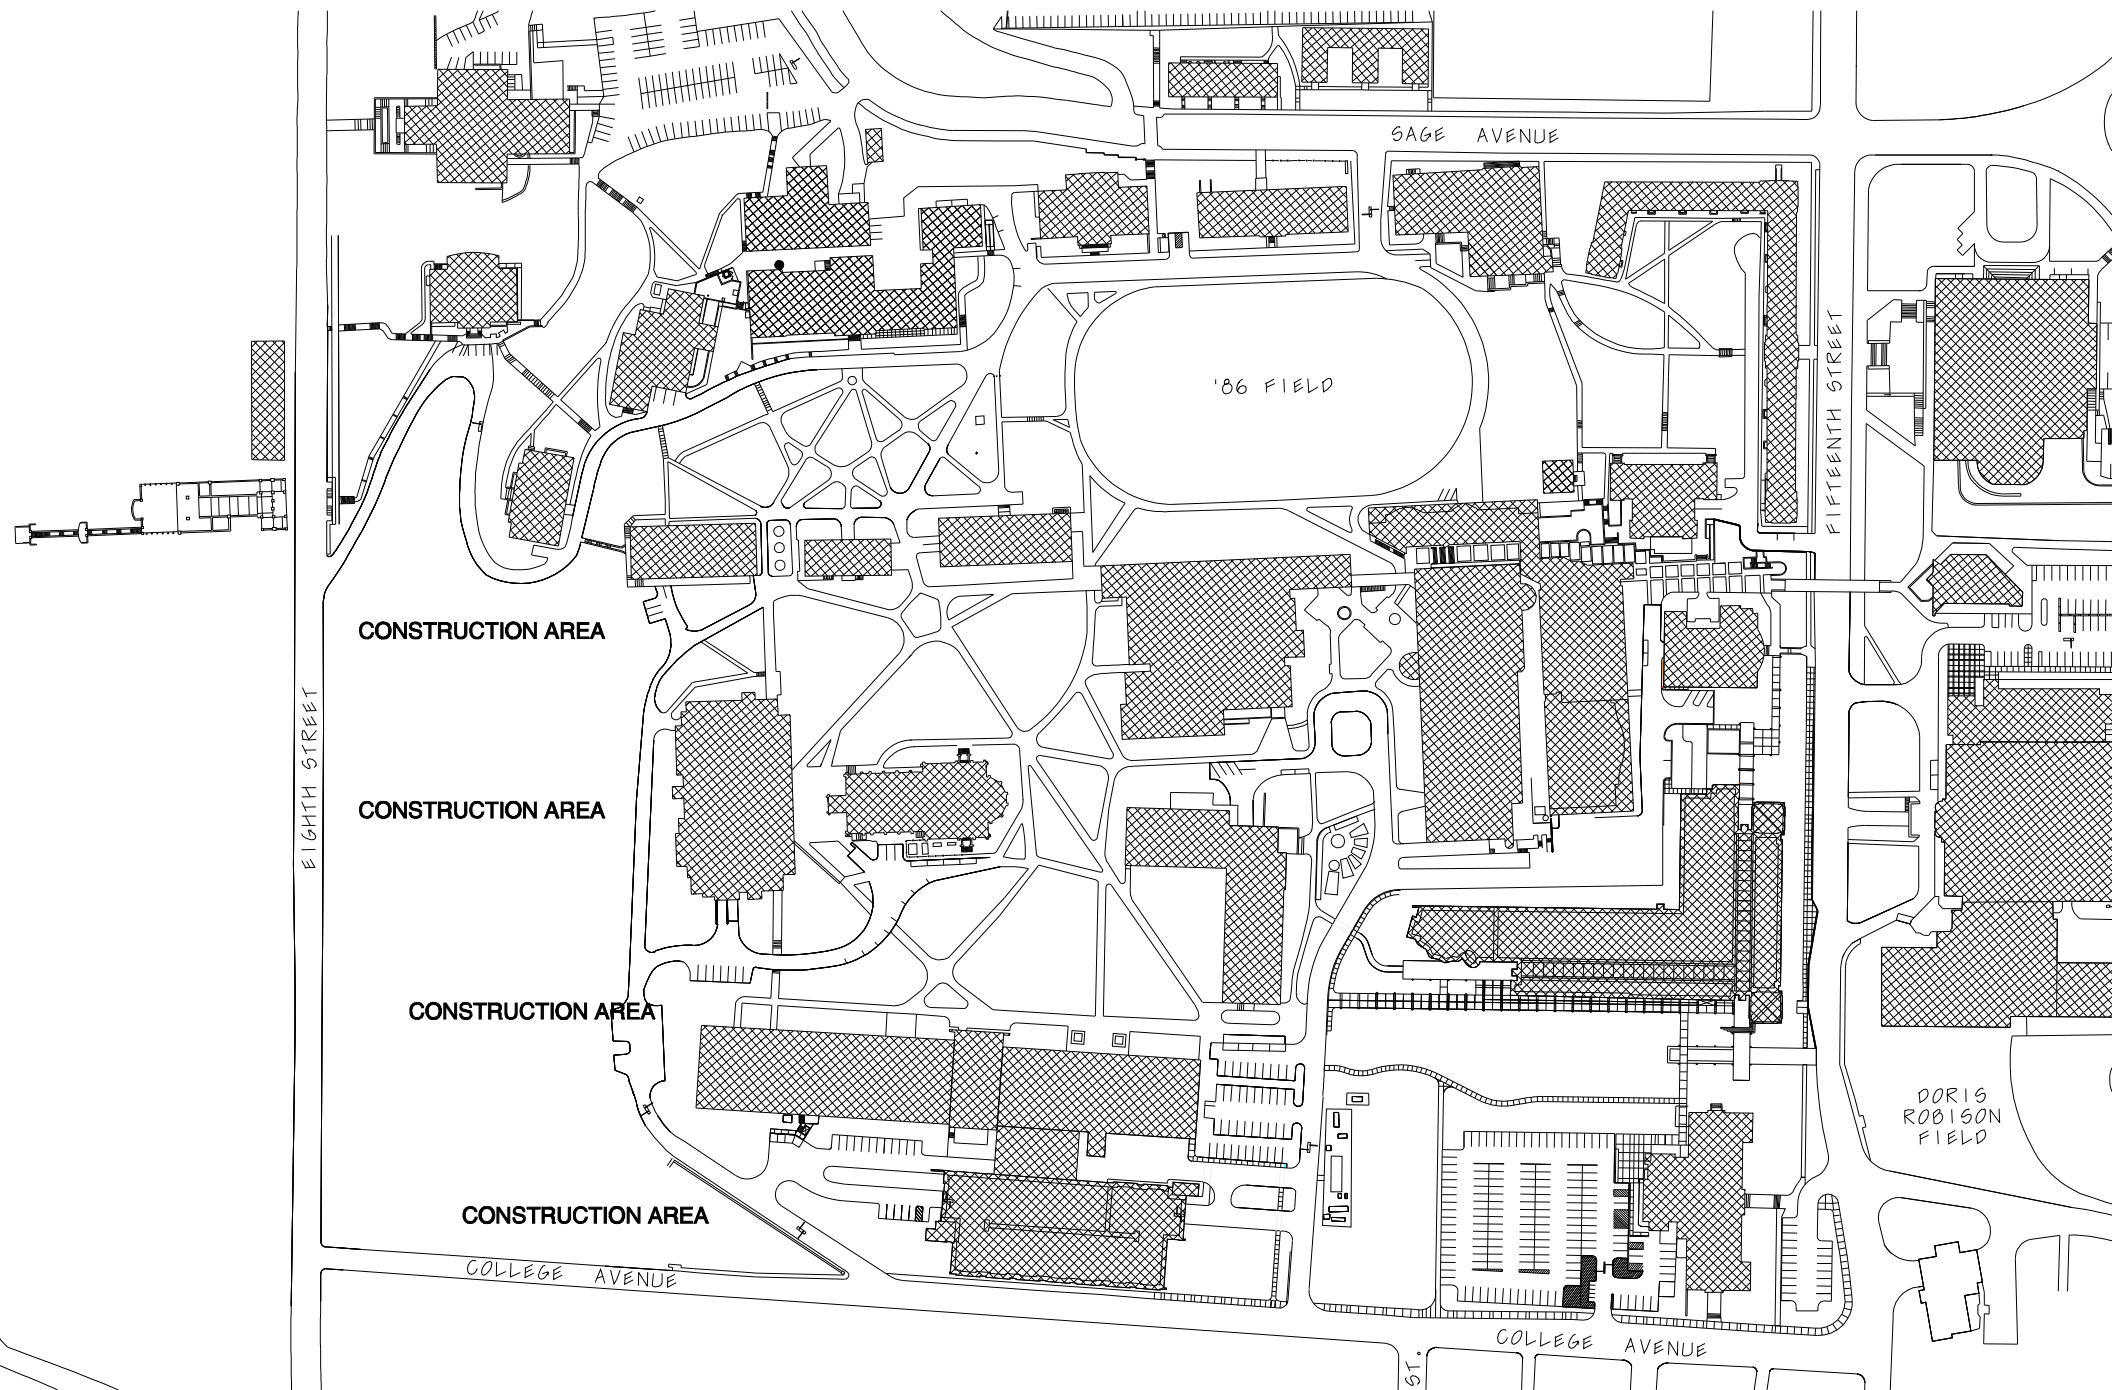 SAGE AVENUE
'86 FIELD
FIFTEENTH STREET
CONSTRUCTION AREA
EIGHTH STREET
CONSTRUCTION AREA
CONSTRUCTION AREA
DORIS
ROBISON
FIELD
CONSTRUCTION AREA
COLLEGE AVENUE
COLLEGE AVENUE
ST.